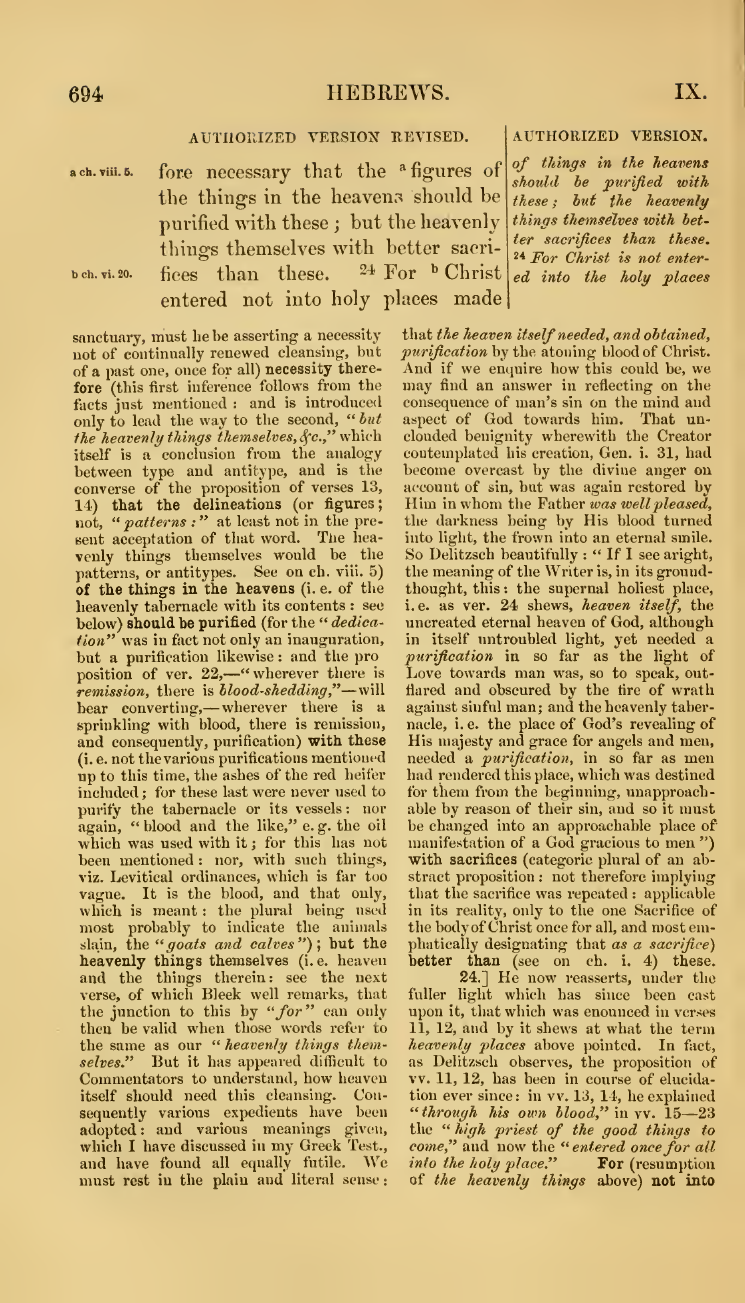 694 HEBREWS. IX.
AUTHORIZED VERSION REVISED.
a ch. viii. 5. fore necessary that the a figures of
the things in the heavens should be
purified with these ; but the heavenly
things themselves with better sacri-
b ch. vi. 20. fices than these. 24 For b Christ
entered not into holy places made
AUTHORIZED VERSION.
of things in the heavens
should be purified with
these ; but the heavenly
things themselves with bet-
ter sacrifices than these.
24 For Christ is not enter-
ed into the holy places
sanctuary, must he be asserting a necessity
not of continually renewed cleansing, but
of a past one, once for all) necessity there-
fore (this first inference follows from the
facts just mentioned : and is introduced
only to lead the way to the second, “ but
the heavenly things themselves, &c.,” which
itself is a conclusion from the analogy
between type and antitype, and is the
converse of the proposition of verses 13,
14) that the delineations (or figures ;
not, “ patterns :” at least not in the pre-
sent acceptation of that word. The hea-
venly things themselves would be the
patterns, or antitypes. See on ch. viii. 5)
of the things in the heavens (i. e. of the
heavenly tabernacle with its contents : see
below) should be purified (for the “ dedica-
tion” was in fact not only an inauguration,
but a purification likewise : and the pro
position of ver. 22,—“ wherever there is
remission, there is blood-shedding,”—will
bear converting,—wherever there is a
sprinkling with blood, there is remission,
and consequently, purification) with these
(i. e. not the various purifications mentioned
up to this time, the ashes of the red heifer
included ; for these last were never used to
purify the tabernacle or its vessels : nor
again, “ blood and the like,” e. g. the oil
which was used with it ; for this has not
been mentioned : nor, with such things,
viz. Levitical ordinances, which is far too
vague. It is the blood, and that only,
which is meant : the plural being used
most probably to indicate the animals
slain, the “goats and calves”) ; but the
heavenly things themselves (i. e. heaven
and the things therein : see the next
verse, of which Bleek well remarks, that
the junction to this by “for” can only
then be valid when those words refer to
the same as our “ heavenly things them-
selves.” But it has appeared difficult to
Commentators to understand, how heaven
itself should need this cleansing. Con-
sequently various expedients have been
adopted : and various meanings given,
which I have discussed in my Greek Test.,
and have found all equally futile. We
must rest in the plain and literal sense :
that the heaven itself needed, and obtained,
purification by the atoning blood of Christ.
And if we enquire how this could be, we
may find an answer in reflecting on the
consequence of man’s sin on the mind and
aspect of God towards him. That un-
clouded benignity wherewith the Creator
contemplated his creation, Gen. i. 31, had
become overcast by the divine anger on
account of sin, but was again restored by
Him in whom the Father was well pleased,
the darkness being by His blood turned
into light, the frown into an eternal smile.
So Delitzsch beautifully : “ If I see aright,
the meaning of the Writer is, in its ground-
thought, this : the supernal holiest place,
i. e. as ver. 24 shews, heaven itself, the
uncreated eternal heaven of God, although
in itself untroubled light, yet needed a
purification in so far as the light of
Love towards man was, so to speak, out-
flared and obscured by the fire of wrath
against sinful man ; and the heavenly taber-
nacle, i. e. the place of God’s revealing of
His majesty and grace for angels and men,
needed a purification, in so far as men
had rendered this place, which was destined
for them from the beginning, unapproach-
able by reason of their sin, and so it must
be changed into an approachable place of
manifestation of a God gracious to men ”)
with sacrifices (categoric plural of an ab-
stract proposition : not therefore implying
that the sacrifice was repeated : applicable
in its reality, only to the one Sacrifice of
the body of Christ once for all, and most em-
phatically designating that as a sacrifice)
better than (see on ch. i. 4) these.
24.] He now reasserts, under the
fuller light which has since been cast
upon it, that which was enounced in verses
11, 12, and by it shews at what the term
heavenly places above pointed. In fact,
as Delitzsch observes, the proposition of
vv. 11, 12, has been in course of elucida-
tion ever since : in vv. 13, 14, he explained
“through his own blood,” in vv. 15—23
the “ high priest of the good things to
come,” and now the “entered once for all
into the holy place.” For (resumption
of the heavenly things above) not into